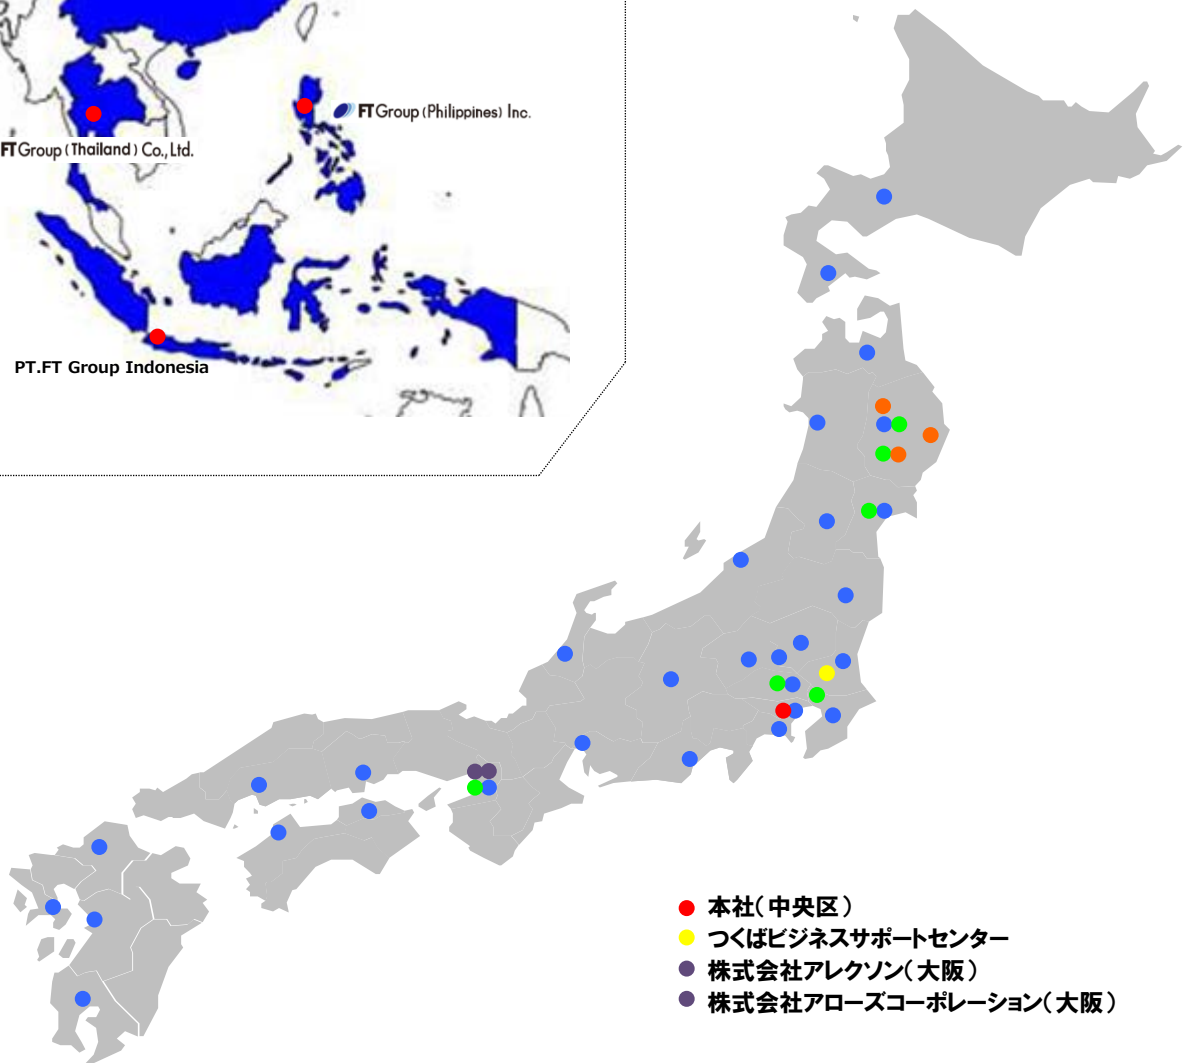 FT Group (Philippines) Inc.
FT Group (Thailand) Co., Ltd.
PT.FT Group Indonesia
本社(中央区)
つくばビジネスサポートセンター
株式会社アレクソン(大阪)
株式会社アローズコーポレーション(大阪)